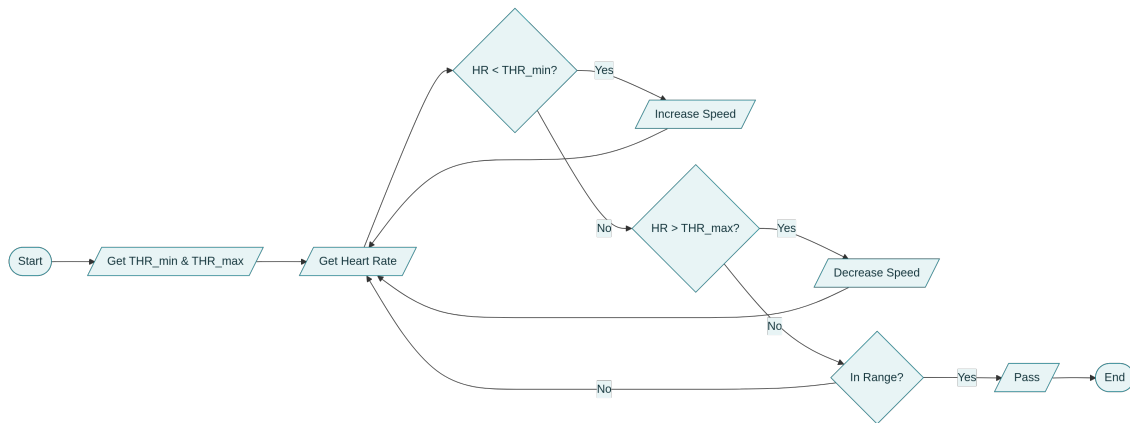 HR < THR_min?
Yes
Increase Speed
No
HR > THR_max?
Yes
Start
Get THR_min & THR_max
Get Heart Rate
Decrease Speed
No
In Range?
Yes
Pass
End
No